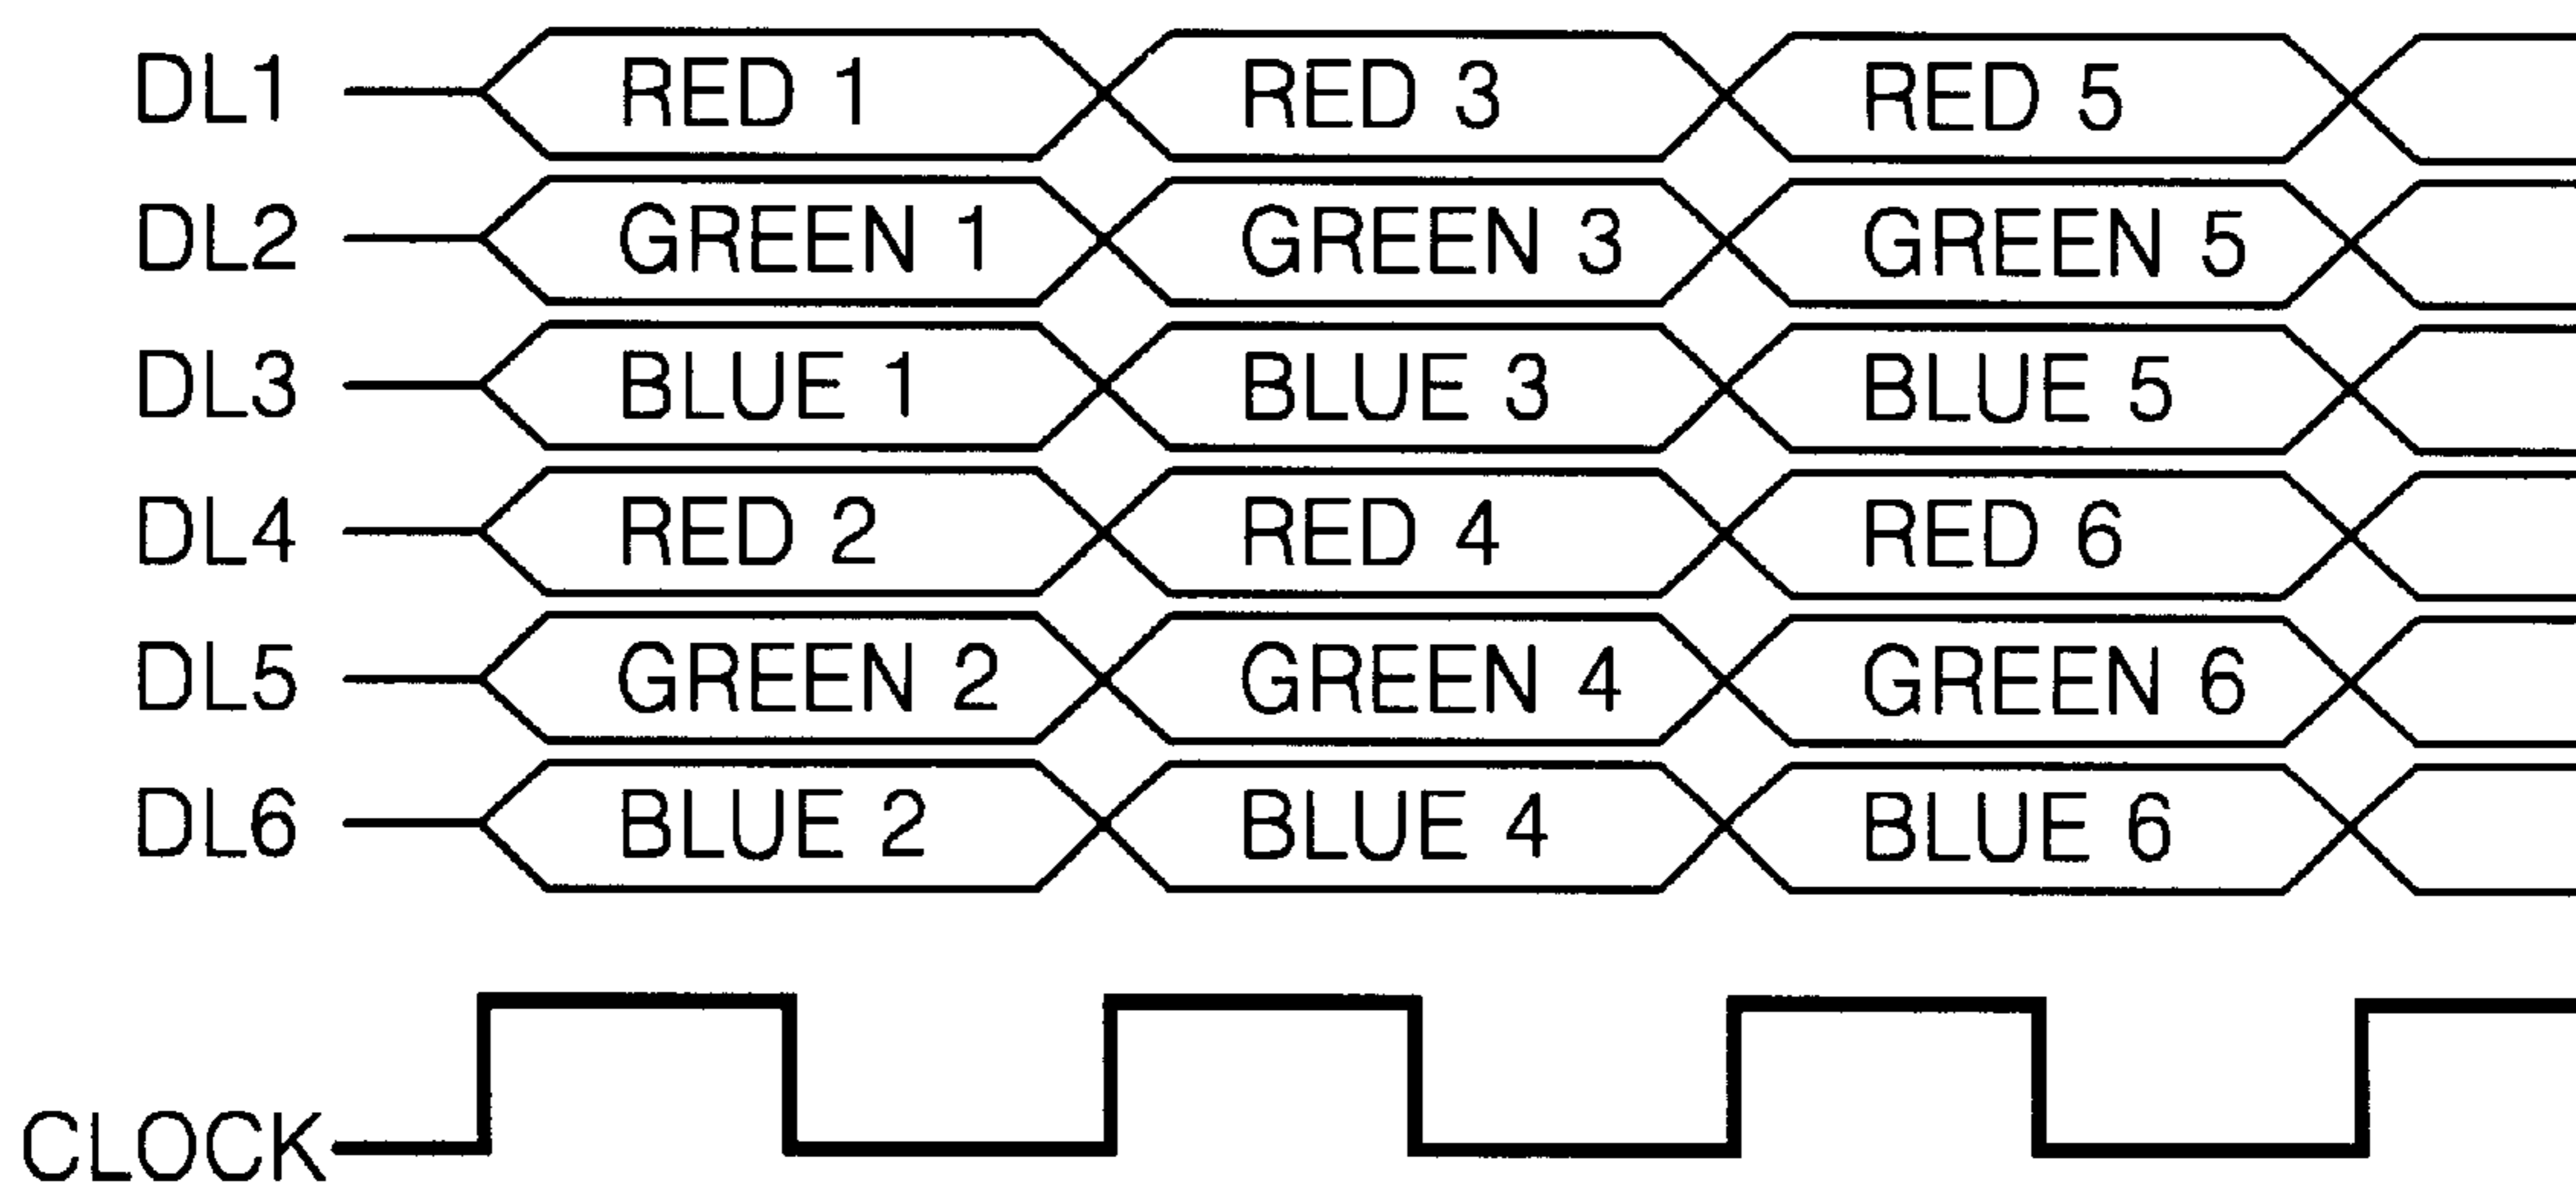 DL1 RED 1 RED 3 RED 5
DL2 GREEN 1 GREEN 3 GREEN 5
DL3 BLUE 1 BLUE 3 BLUE 5
DL4 RED 2 RED 4 RED 6
DL5 GREEN 2 GREEN 4 GREEN 6
DL6 BLUE 2 BLUE 4 BLUE 6
CLOCK